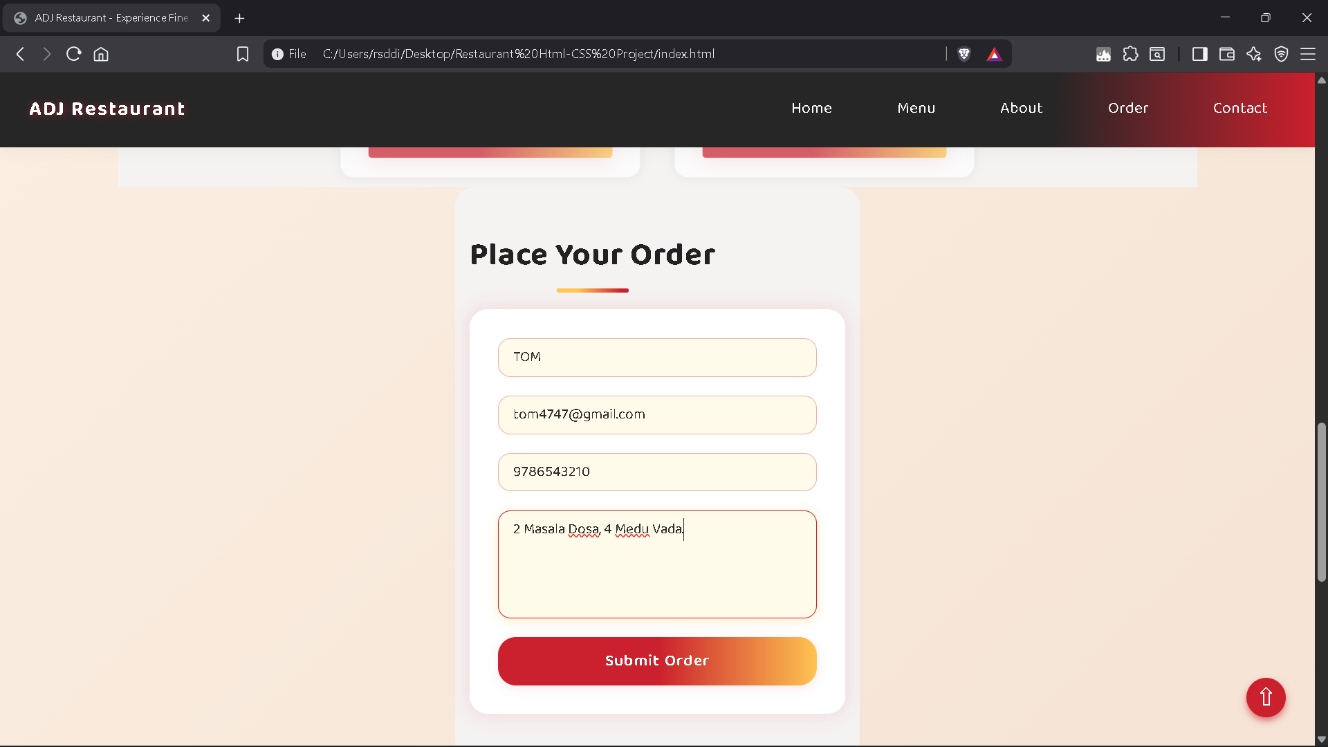 ADJ Restaurant - Experience Fine
File C:/Users/rsddi/Desktop/Restaurant%20Html-CSS%20Project/index.html
ADJ Restaurant Home Menu About Order Contact
Place Your Order
TOM
tom4747@gmail.com
9786543210
2 Masala Dosa, 4 Medu Vada.
Submit Order